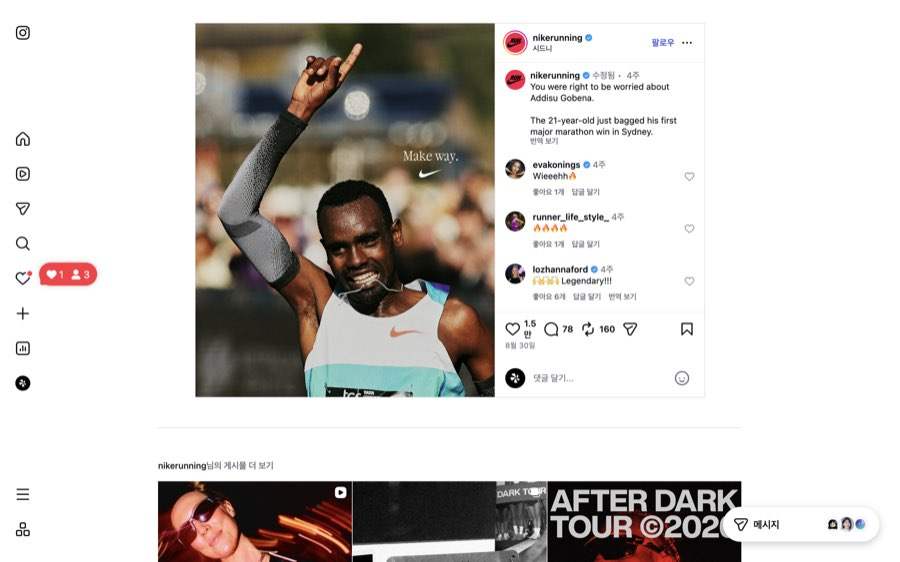 1 3
Make way.
RUN
nikerunning
시드니
팔로우
RUN
nikerunning 수정됨 • 4주
You were right to be worried about
Addisu Gobena.
The 21-year-old just bagged his first
major marathon win in Sydney.
번역 보기
evakonings 4주
Wieeehh🔥
좋아요 1개 답글 달기
runner_life_style_ 4주
🔥🔥🔥🔥
좋아요 1개 답글 달기
lozhannaford 4주
🙌🙌 Legendary!!!
좋아요 6개 답글 달기 번역 보기
1.5만 78 160
8월 30일
댓글 달기...
nikerunning님의 게시물 더 보기
DARK TOUR
AFTER DARK
TOUR ©202
메시지